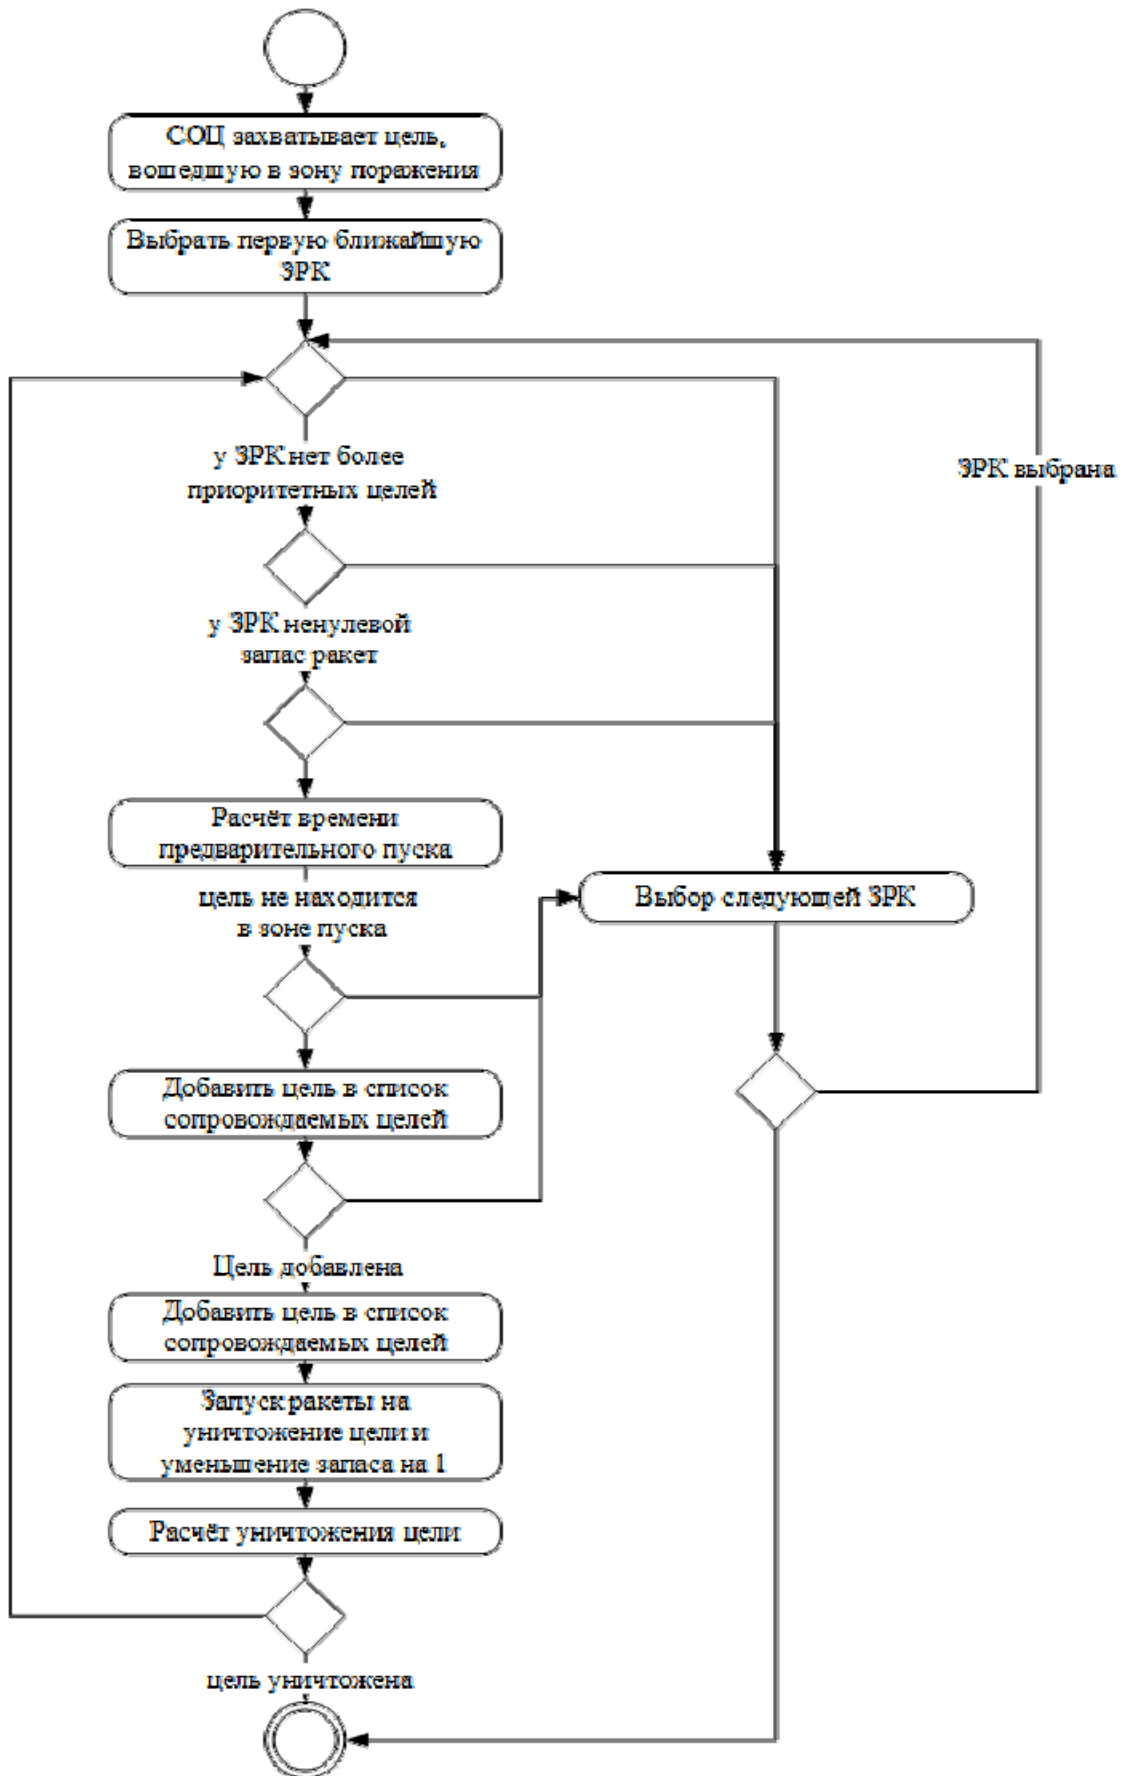 СОЦ захватывает цель,
вошедшую в зону поражения
Выбрать первую ближайшую
ЗРК
у ЗРК нет более
приоритетных целей
ЗРК выбрана
у ЗРК ненулевой
запас ракет
Расчёт времени
предварительного пуска
цель не находится
в зоне пуска
Выбор следующей ЗРК
Добавить цель в список
сопровождаемых целей
Цель добавлена
Добавить цель в список
сопровождаемых целей
Запуск ракеты на
уничтожение цели и
уменьшение запаса на 1
Расчёт уничтожения цели
цель уничтожена